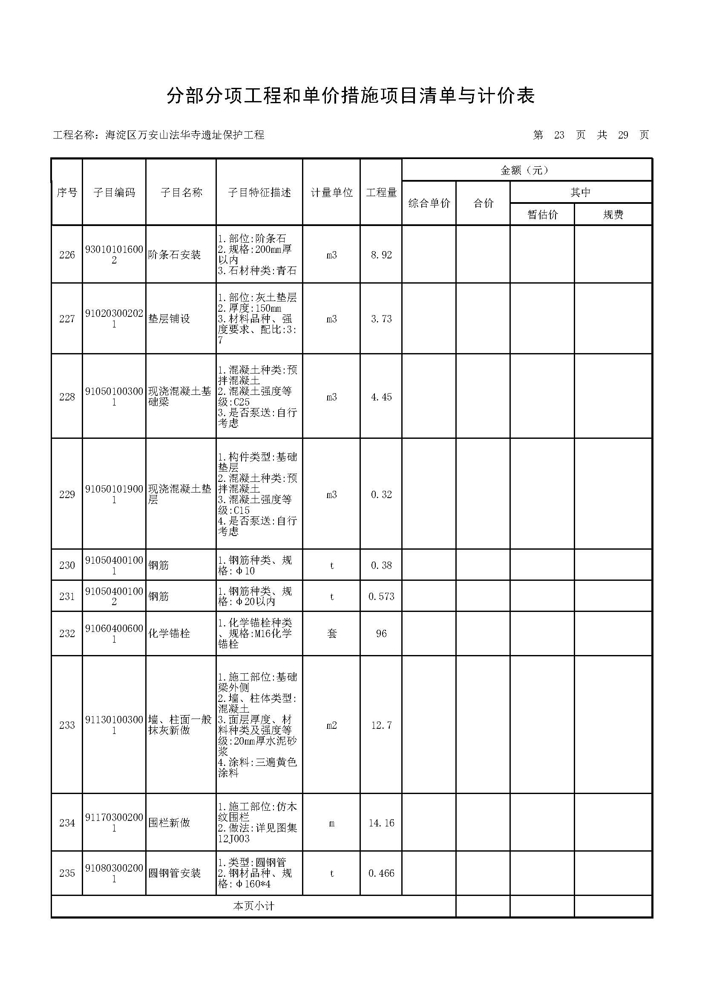 分部分项工程和单价措施项目清单与计价表
工程名称：海淀区万安山法华寺遗址保护工程 第 23 页 共 29 页
序号 子目编码 子目名称 子目特征描述 计量单位 工程量 金额（元）
综合单价 合价 其中
暂估价 规费
226 93010101600
2
阶条石安装
1.部位:阶条石
2.规格:200mm厚
以内
3.石材种类:青石
m3 8.92
227 91020300202
1
垫层铺设
1.部位:灰土垫层
2.厚度:150mm
3.材料品种、强
度要求、配比:3:
7
m3 3.73
228 91050100300
1
现浇混凝土基
础梁
1.混凝土种类:预
拌混凝土
2.混凝土强度等
级:C25
3.是否泵送:自行
考虑
m3 4.45
229 91050101900
1
现浇混凝土垫
层
1.构件类型:基础
垫层
2.混凝土种类:预
拌混凝土
3.混凝土强度等
级:C15
4.是否泵送:自行
考虑
m3 0.32
230 91050400100
1
钢筋
1.钢筋种类、规
格:φ10
t 0.38
231 91050400100
2
钢筋
1.钢筋种类、规
格:φ20以内
t 0.573
232 91060400600
1
化学锚栓
1.化学锚栓种类
、规格:M16化学
锚栓
套 96
233 91130100300
1
墙、柱面一般
抹灰新做
1.施工部位:基础
梁外侧
2.墙、柱体类型:
混凝土
3.面层厚度、材
料种类及强度等
级:20mm厚水泥砂
浆
4.涂料:三遍黄色
涂料
m2 12.7
234 91170300200
1
围栏新做
1.施工部位:仿木
纹围栏
2.做法:详见图集
12J003
m 14.16
235 91080300200
1
圆钢管安装
1.类型:圆钢管
2.钢材品种、规
格:φ160*4
t 0.466
本页小计